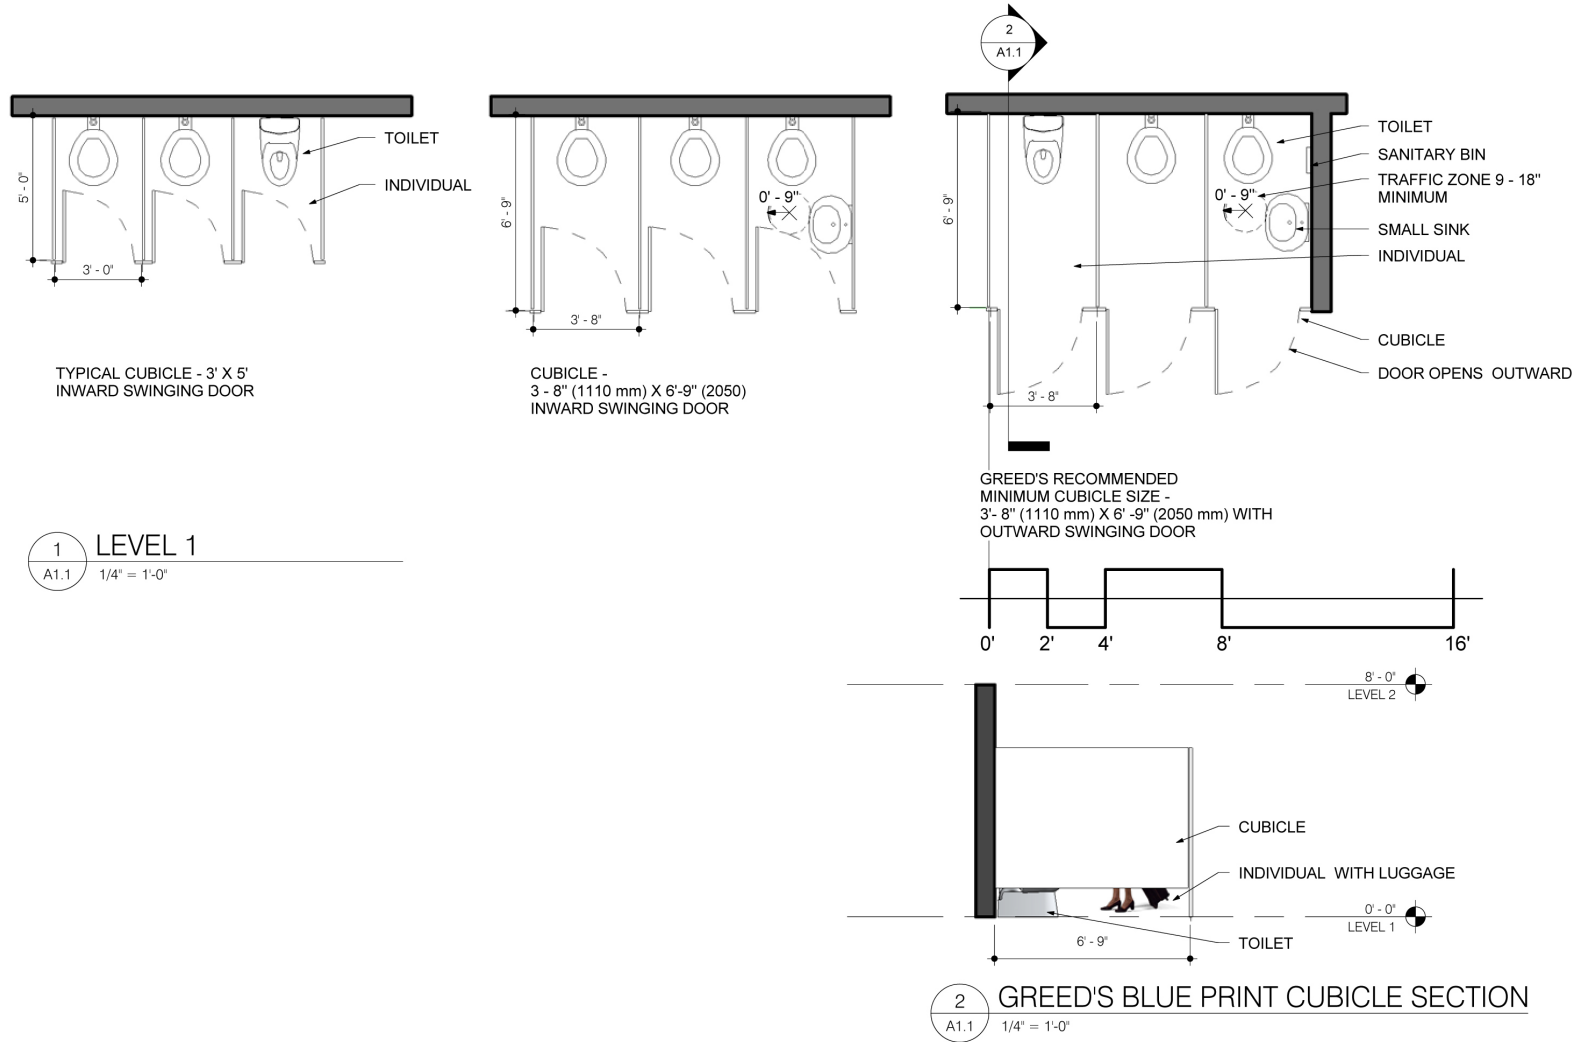 5' - 0"
3' - 0"
TOILET
INDIVIDUAL
TYPICAL CUBICLE - 3' X 5'
INWARD SWINGING DOOR
6' - 9"
0' - 9"
3' - 8"
CUBICLE -
3 - 8" (1110 mm) X 6'-9" (2050)
INWARD SWINGING DOOR
2
A1.1
6' - 9"
0' - 9"
3' - 8"
TOILET
SANITARY BIN
TRAFFIC ZONE 9 - 18"
MINIMUM
SMALL SINK
INDIVIDUAL
CUBICLE
DOOR OPENS OUTWARD
GREED'S RECOMMENDED
MINIMUM CUBICLE SIZE -
3'- 8" (1110 mm) X 6' -9" (2050 mm) WITH
OUTWARD SWINGING DOOR
1
A1.1
LEVEL 1
1/4" = 1'-0"
0' 2' 4' 8' 16'
8' - 0"
LEVEL 2
CUBICLE
INDIVIDUAL WITH LUGGAGE
0' - 0"
LEVEL 1
TOILET
6' - 9"
2
A1.1
GREED'S BLUE PRINT CUBICLE SECTION
1/4" = 1'-0"